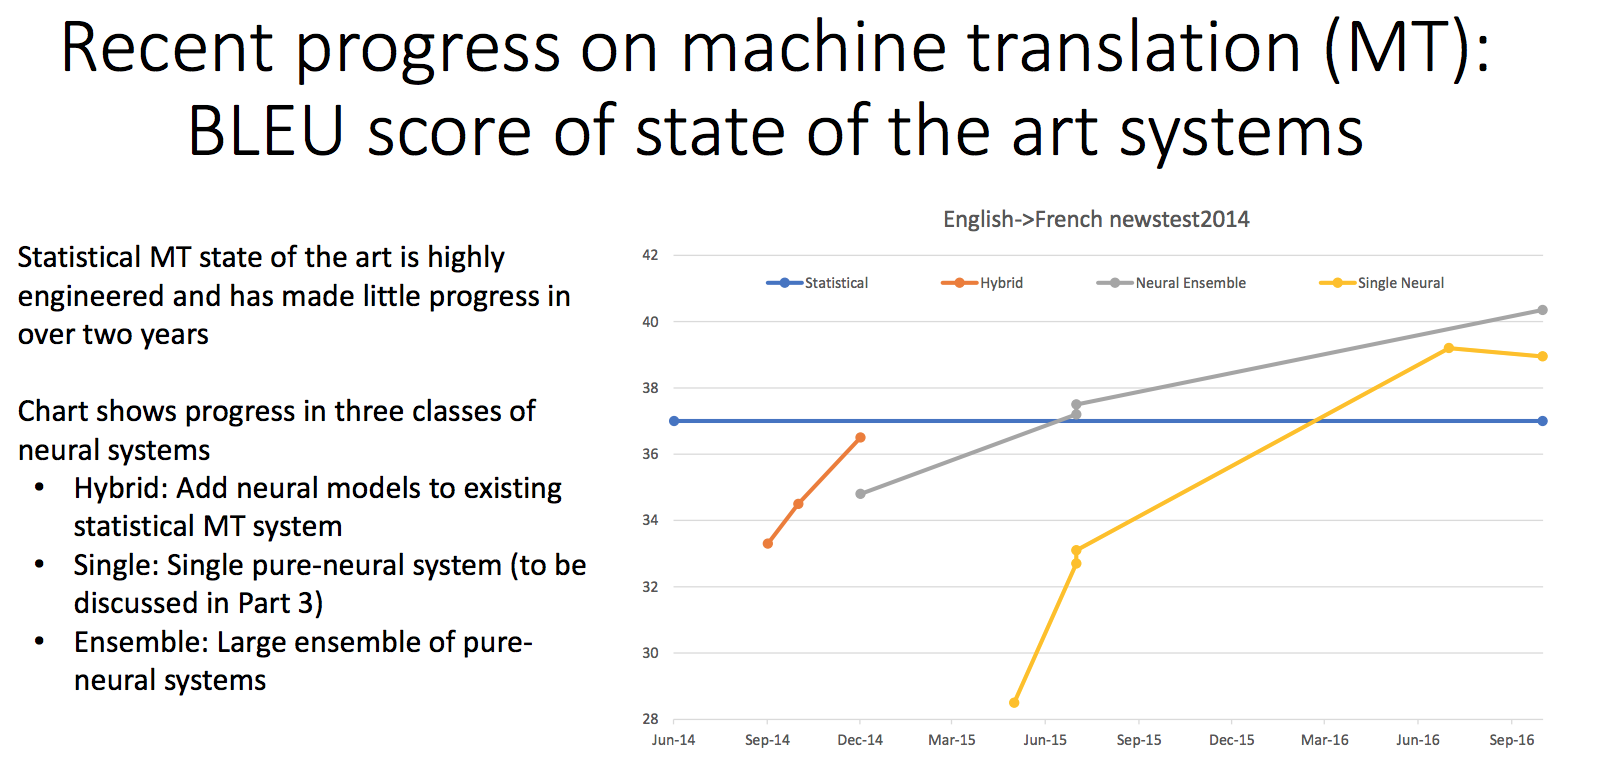 Recent progress on machine translation (MT):
BLEU score of state of the art systems
Statistical MT state of the art is highly
engineered and has made little progress in
over two years
Chart shows progress in three classes of
neural systems
• Hybrid: Add neural models to existing
statistical MT system
• Single: Single pure-neural system (to be
discussed in Part 3)
• Ensemble: Large ensemble of pure-
neural systems
English->French newstest2014
Statistical Hybrid Neural Ensemble Single Neural
42
40
38
36
34
32
30
28
Jun-14 Sep-14 Dec-14 Mar-15 Jun-15 Sep-15 Dec-15 Mar-16 Jun-16 Sep-16